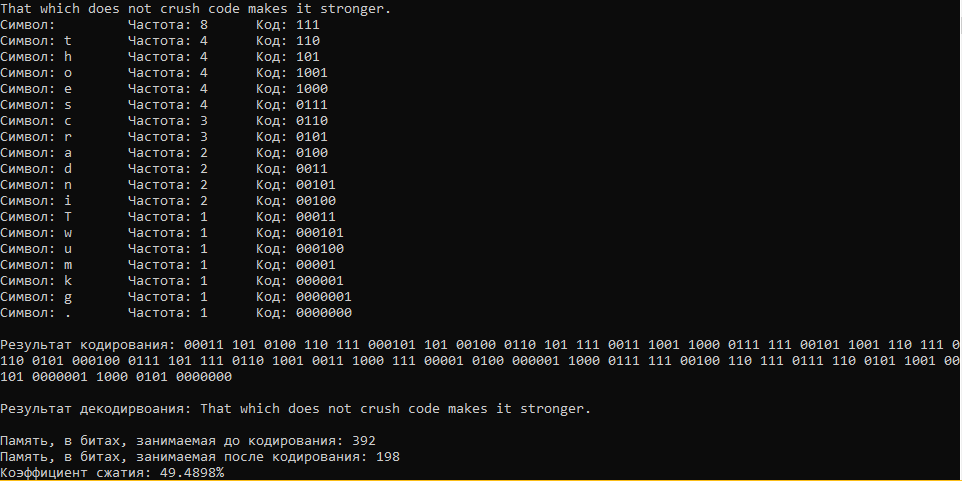 That which does not crush code makes it stronger.
Символ: Частота: 8 Код: 111
Символ: t Частота: 4 Код: 110
Символ: h Частота: 4 Код: 101
Символ: o Частота: 4 Код: 1001
Символ: e Частота: 4 Код: 1000
Символ: s Частота: 4 Код: 0111
Символ: c Частота: 3 Код: 0110
Символ: r Частота: 3 Код: 0101
Символ: a Частота: 2 Код: 0100
Символ: d Частота: 2 Код: 0011
Символ: n Частота: 2 Код: 00101
Символ: i Частота: 2 Код: 00100
Символ: T Частота: 1 Код: 00011
Символ: w Частота: 1 Код: 000101
Символ: u Частота: 1 Код: 000100
Символ: m Частота: 1 Код: 00001
Символ: k Частота: 1 Код: 000001
Символ: g Частота: 1 Код: 0000001
Символ: . Частота: 1 Код: 0000000
Результат кодирования: 00011 101 0100 110 111 000101 101 00100 0110 101 111 0011 1001 1000 0111 111 00101 1001 110 111 0
110 0101 000100 0111 101 111 0110 1001 0011 1000 111 00001 0100 000001 1000 0111 111 00100 110 111 0111 110 0101 1001 00
101 0000001 1000 0101 0000000
Результат декодирвоания: That which does not crush code makes it stronger.
Память, в битах, занимаемая до кодирования: 392
Память, в битах, занимаемая после кодирования: 198
Коэффициент сжатия: 49.4898%